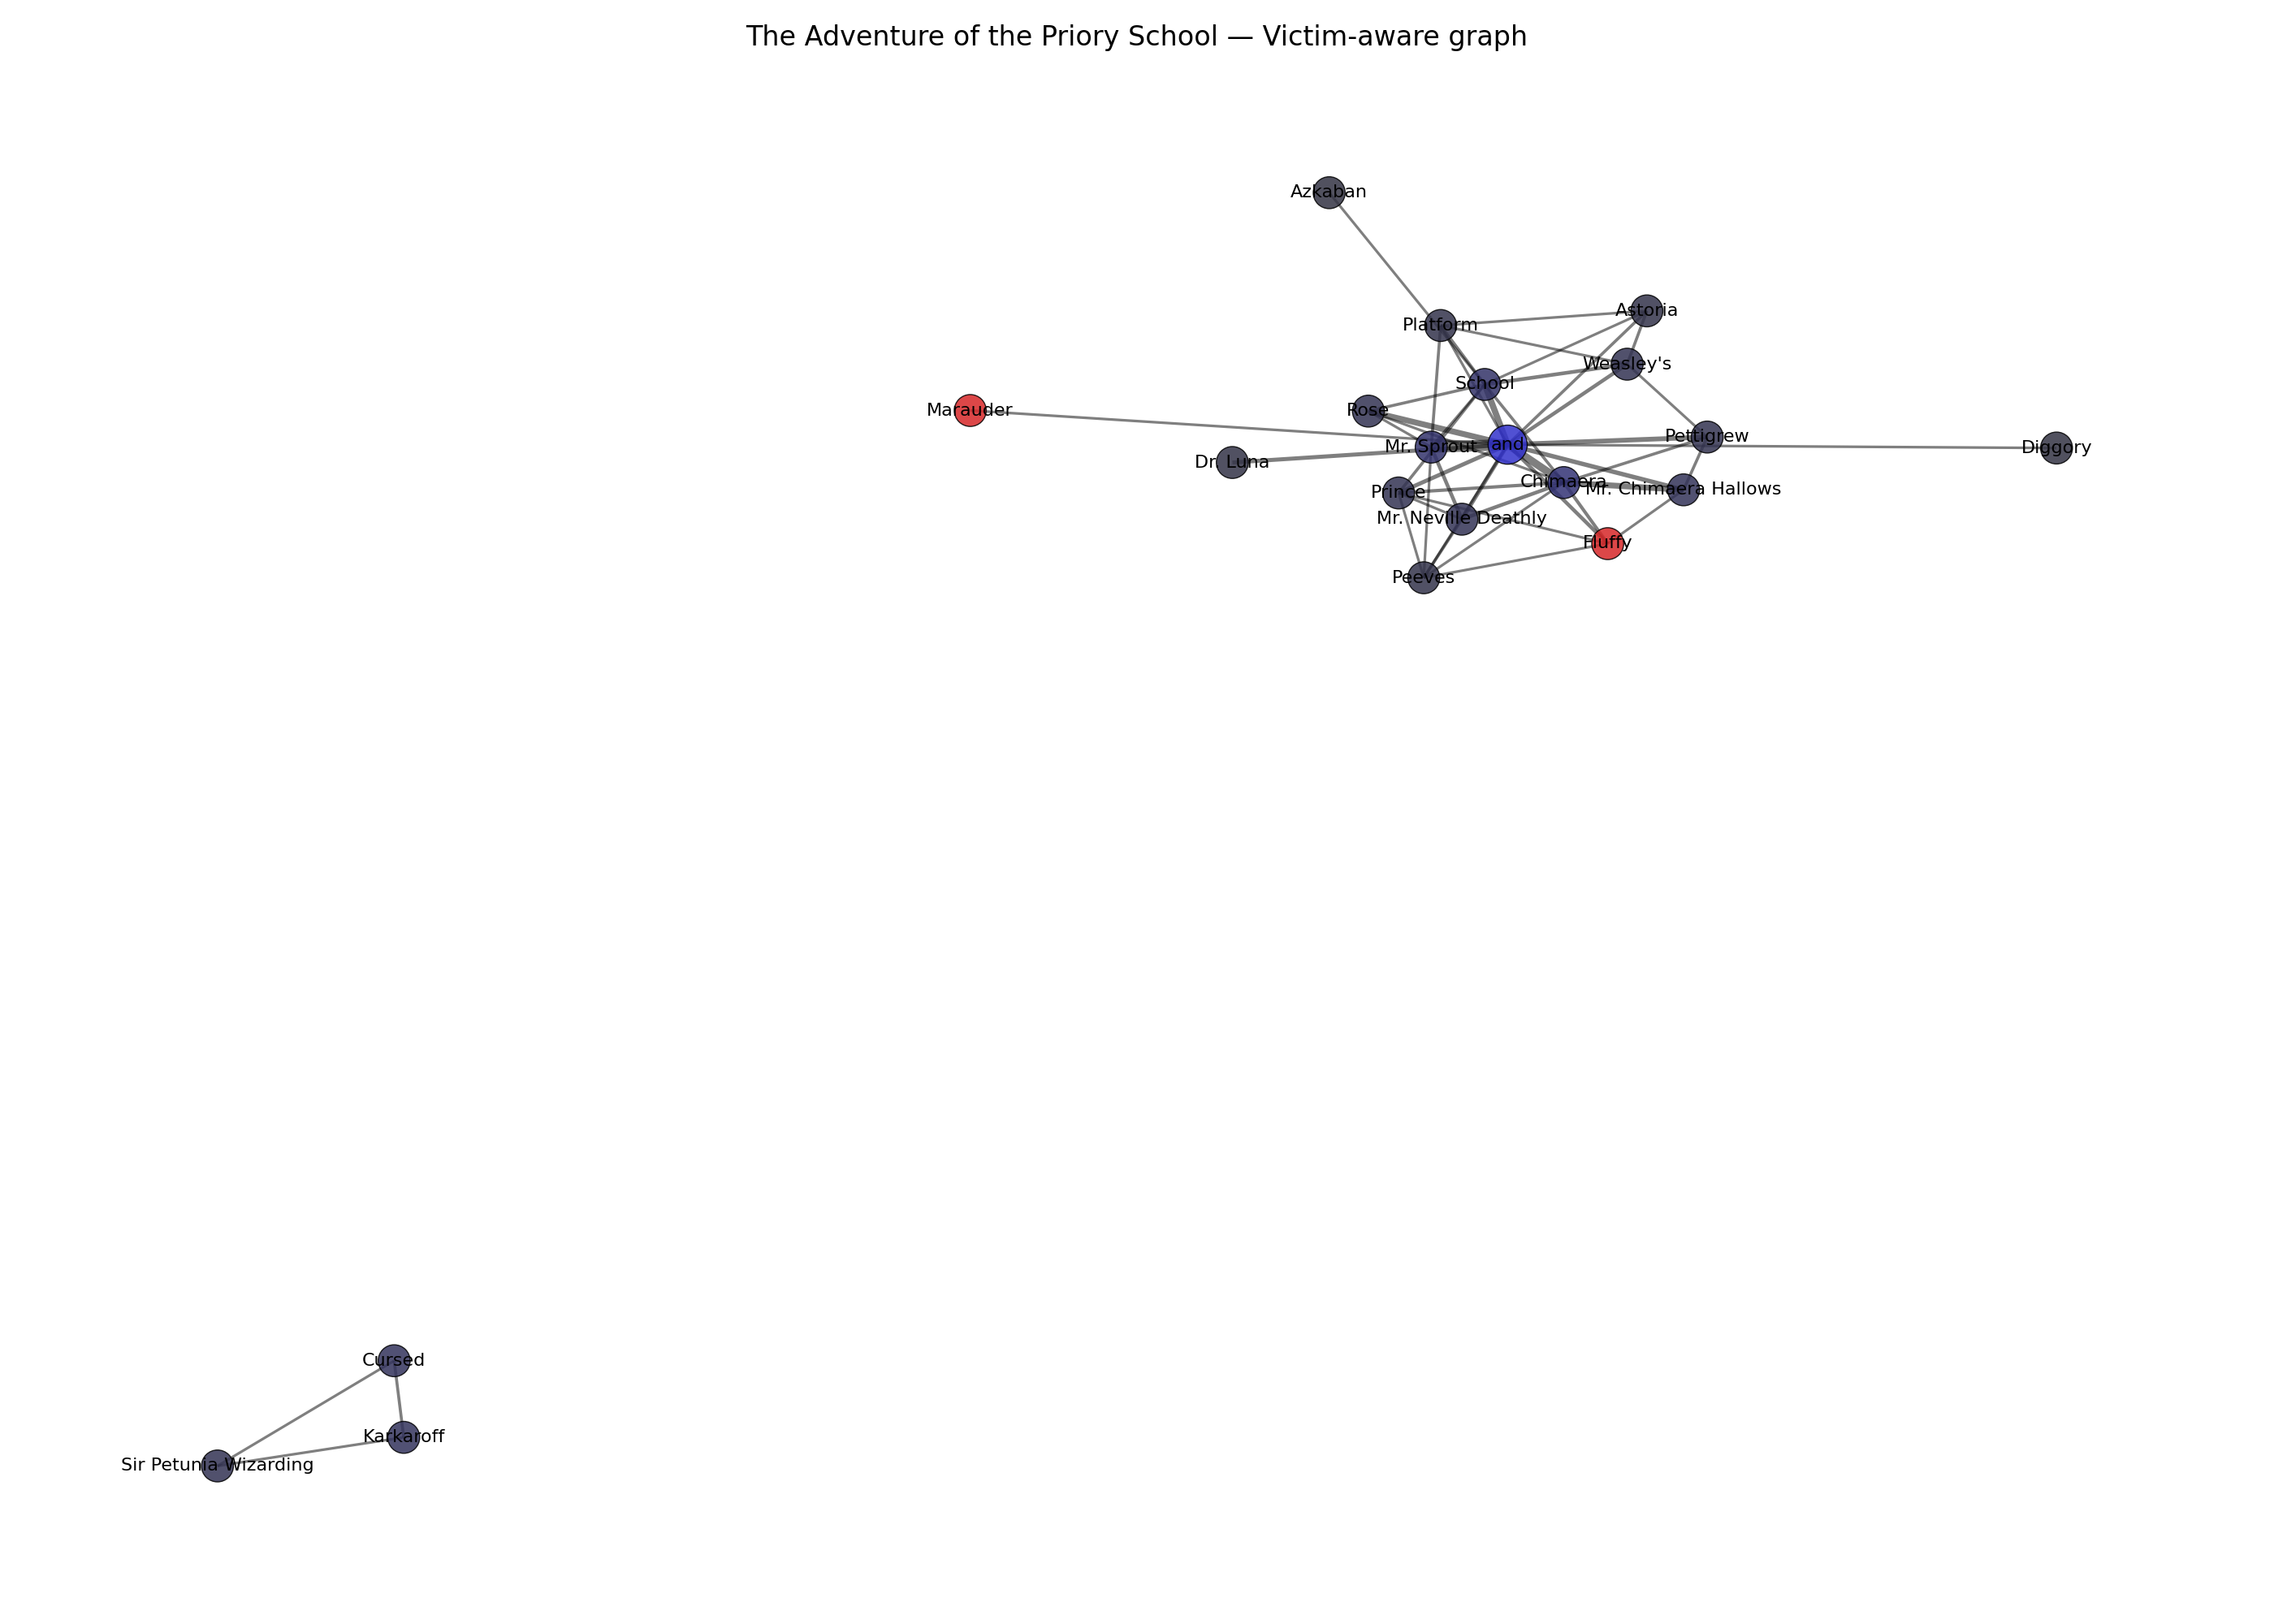 The Adventure of the Priory School — Victim-aware graph
Azkaban
Astoria
Platform
Weasley's
School
Marauder
Rose
Pettigrew
Mr. Sprout
and
Diggory
Dr. Luna
Chimaera
Mr. Chimaera Hallows
Prince
Mr. Neville Deathly
Fluffy
Peeves
Cursed
Karkaroff
Sir Petunia Wizarding